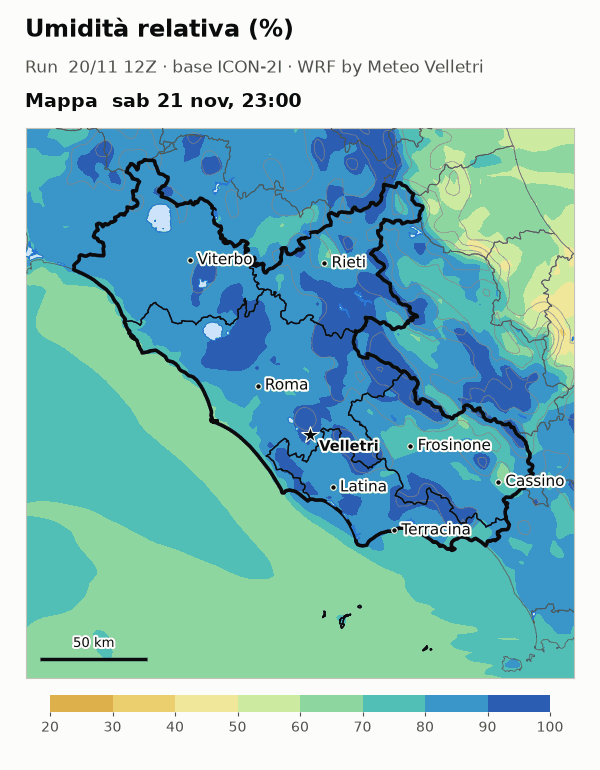 Umidità relativa (%)
Run 20/11 12Z · base ICON-2I · WRF by Meteo Velletri
Mappa sab 21 nov, 23:00
Viterbo
Rieti
Roma
Velletri
Frosinone
Cassino
Latina
Terracina
50 km
20 30 40 50 60 70 80 90 100